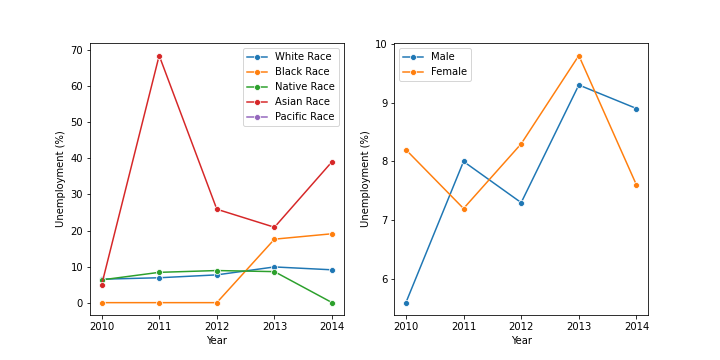 70
60
50
40
30
20
10
0
Unemployment (%)
2010 2011 2012 2013 2014
Year
White Race
Black Race
Native Race
Asian Race
Pacific Race
10
9
8
7
6
Unemployment (%)
2010 2011 2012 2013 2014
Year
Male
Female